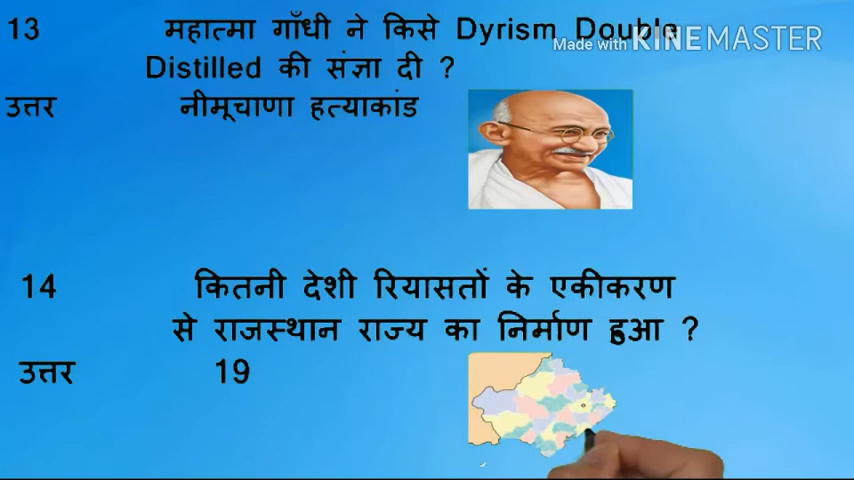 13 महात्मा गाँधी ने किसे Dyrism Double
Made with KINEMASTER
Distilled की संज्ञा दी ?
उत्तर नीमूचाणा हत्याकांड
14 कितनी देशी रियासतों के एकीकरण
से राजस्थान राज्य का निर्माण हुआ ?
उत्तर 19